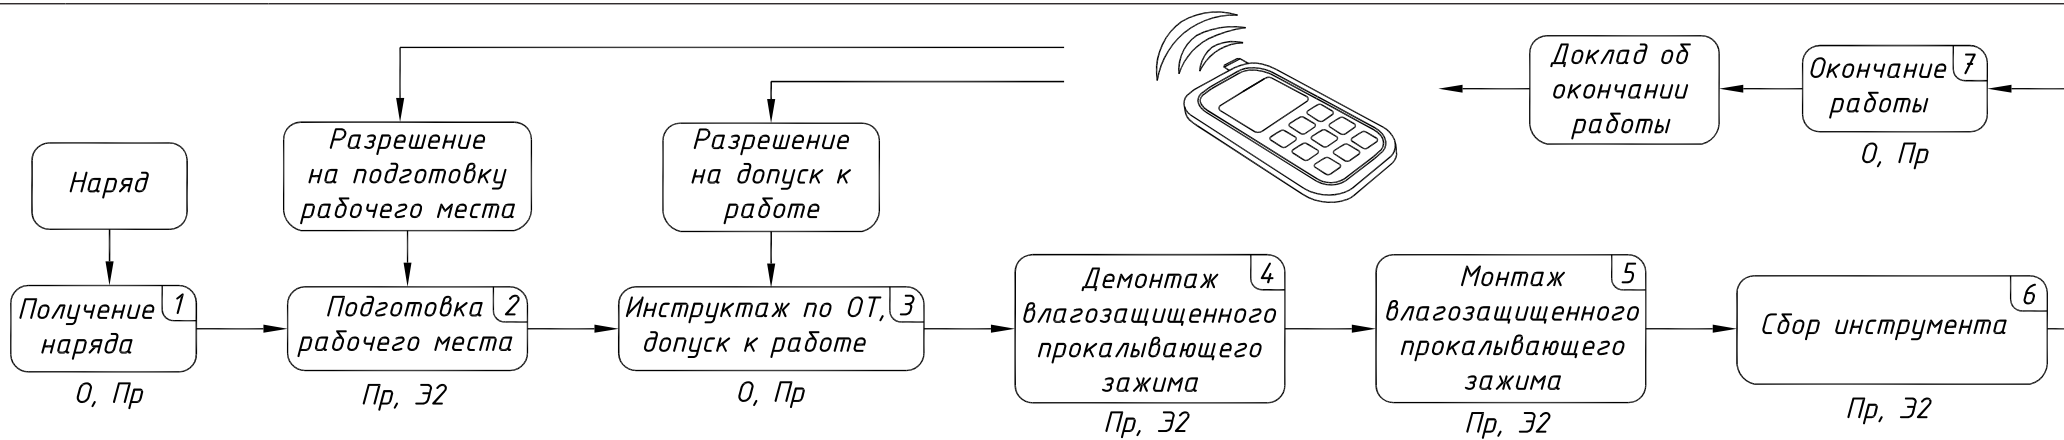 Наряд
Получение 1
наряда
О, Пр
Разрешение
на подготовку
рабочего места
Подготовка 2
рабочего места
Пр, Э2
Разрешение
на допуск к
работе
Инструктаж по ОТ, 3
допуск к работе
О, Пр
Демонтаж 4
влагозащищенного
прокалывающего
зажима
Пр, Э2
Монтаж 5
влагозащищенного
прокалывающего
зажима
Пр, Э2
6
Сбор инструмента
Пр, Э2
Окончание 7
работы
О, Пр
Доклад об
окончании
работы